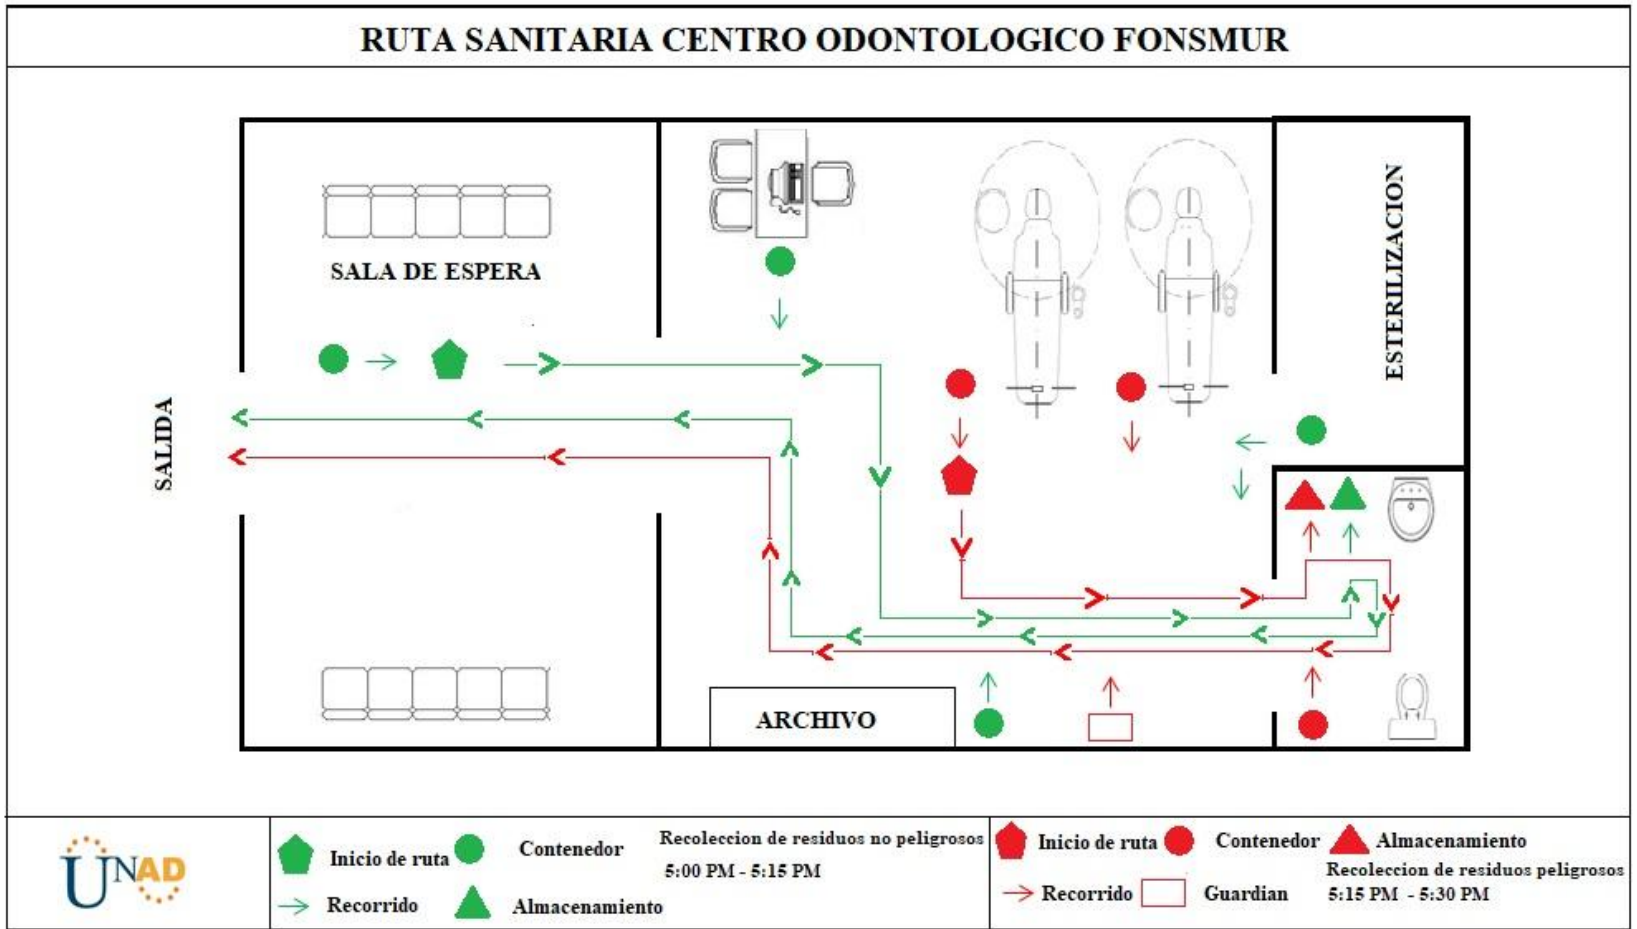 RUTA SANITARIA CENTRO ODONTOLOGICO FONSMUR
SALA DE ESPERA
ESTERILIZACION
SALIDA
ARCHIVO
UNAD
Inicio de ruta
Contenedor
Recoleccion de residuos no peligrosos
5:00 PM - 5:15 PM
Recorrido
Almacenamiento
Inicio de ruta
Contenedor
Almacenamiento
Recoleccion de residuos peligrosos
Recorrido
Guardian
5:15 PM - 5:30 PM